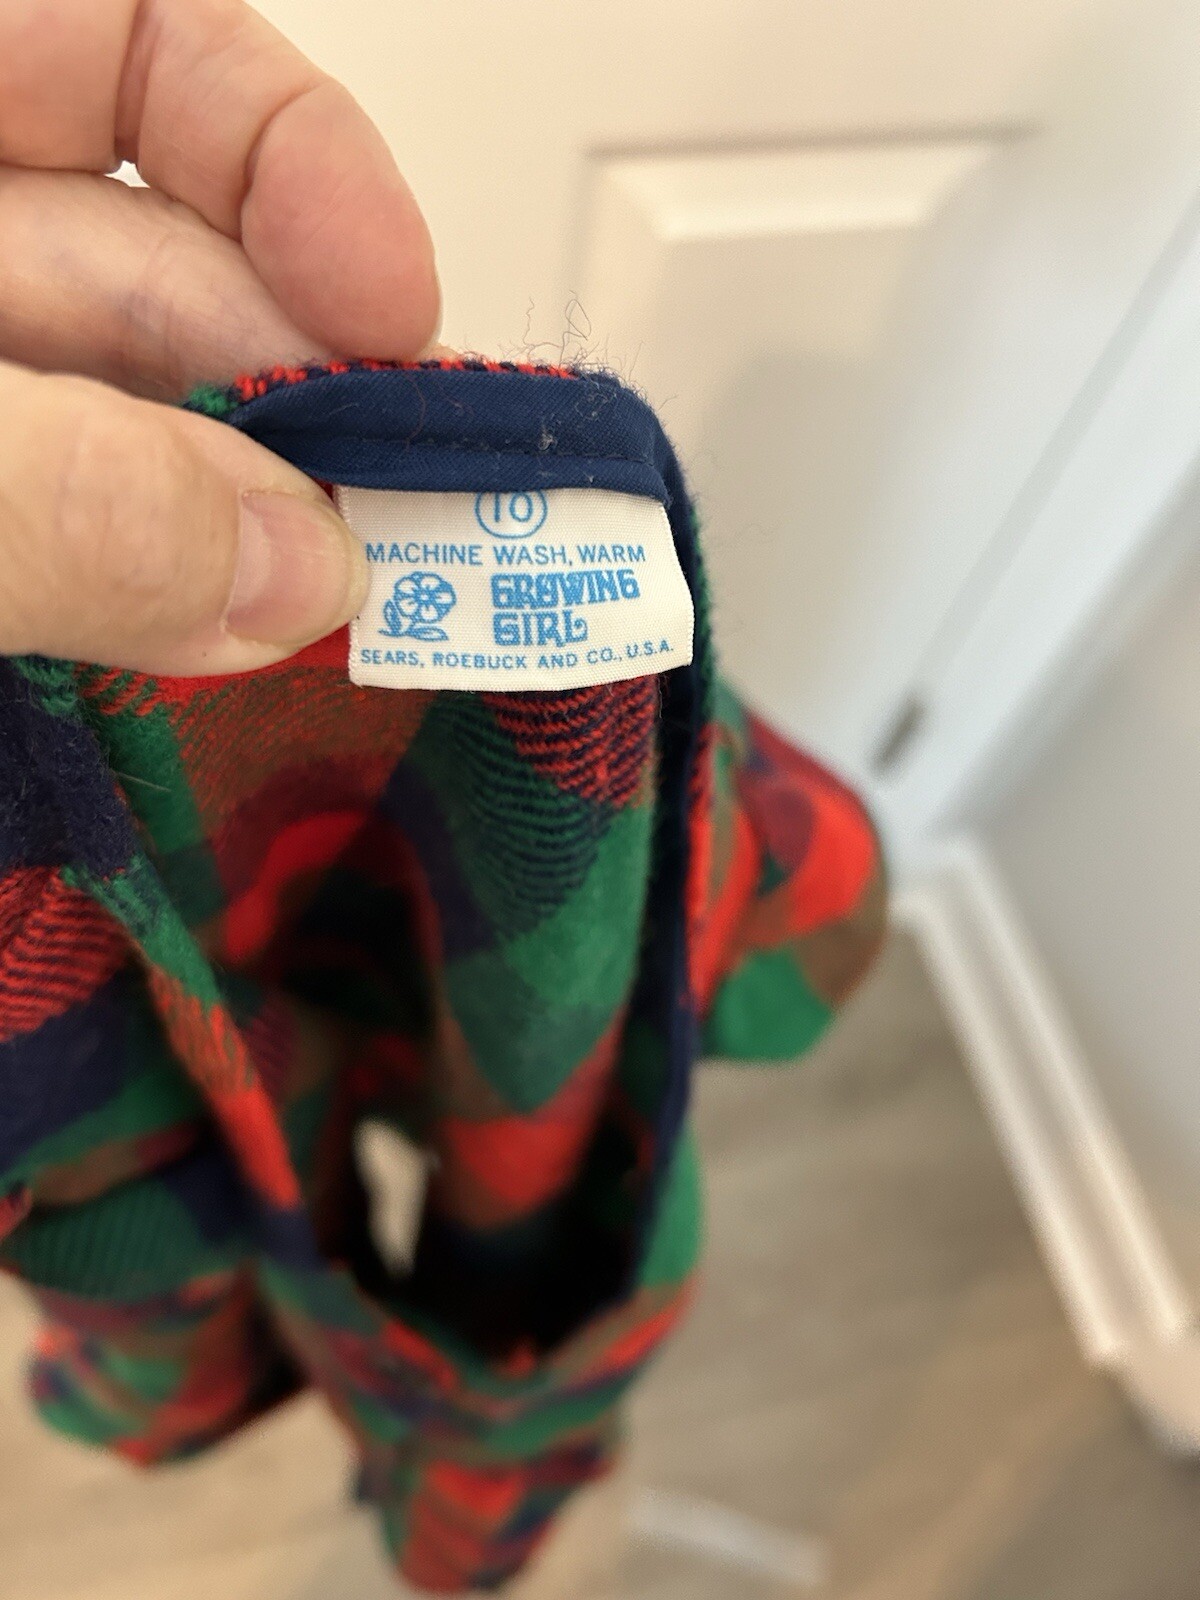 10
MACHINE WASH, WARM
GROWING
GIRL
SEARS, ROEBUCK AND CO., U.S.A.